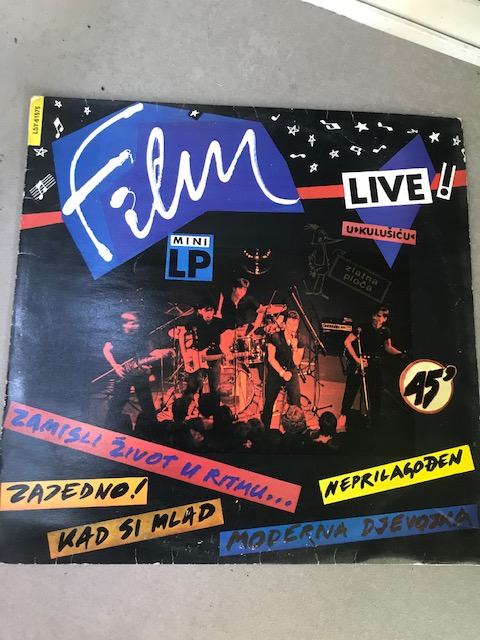 LSY-61575
Film
LIVE!!
U»KULUŠIĆU«
MINI
LP
zlatna
ploča
45°
ZAMISLI ŽIVOT U RITMU...
NEPRILAGOĐEN
ZAJEDNO!
KAD SI MLAD
MODERNA DJEVOJKA